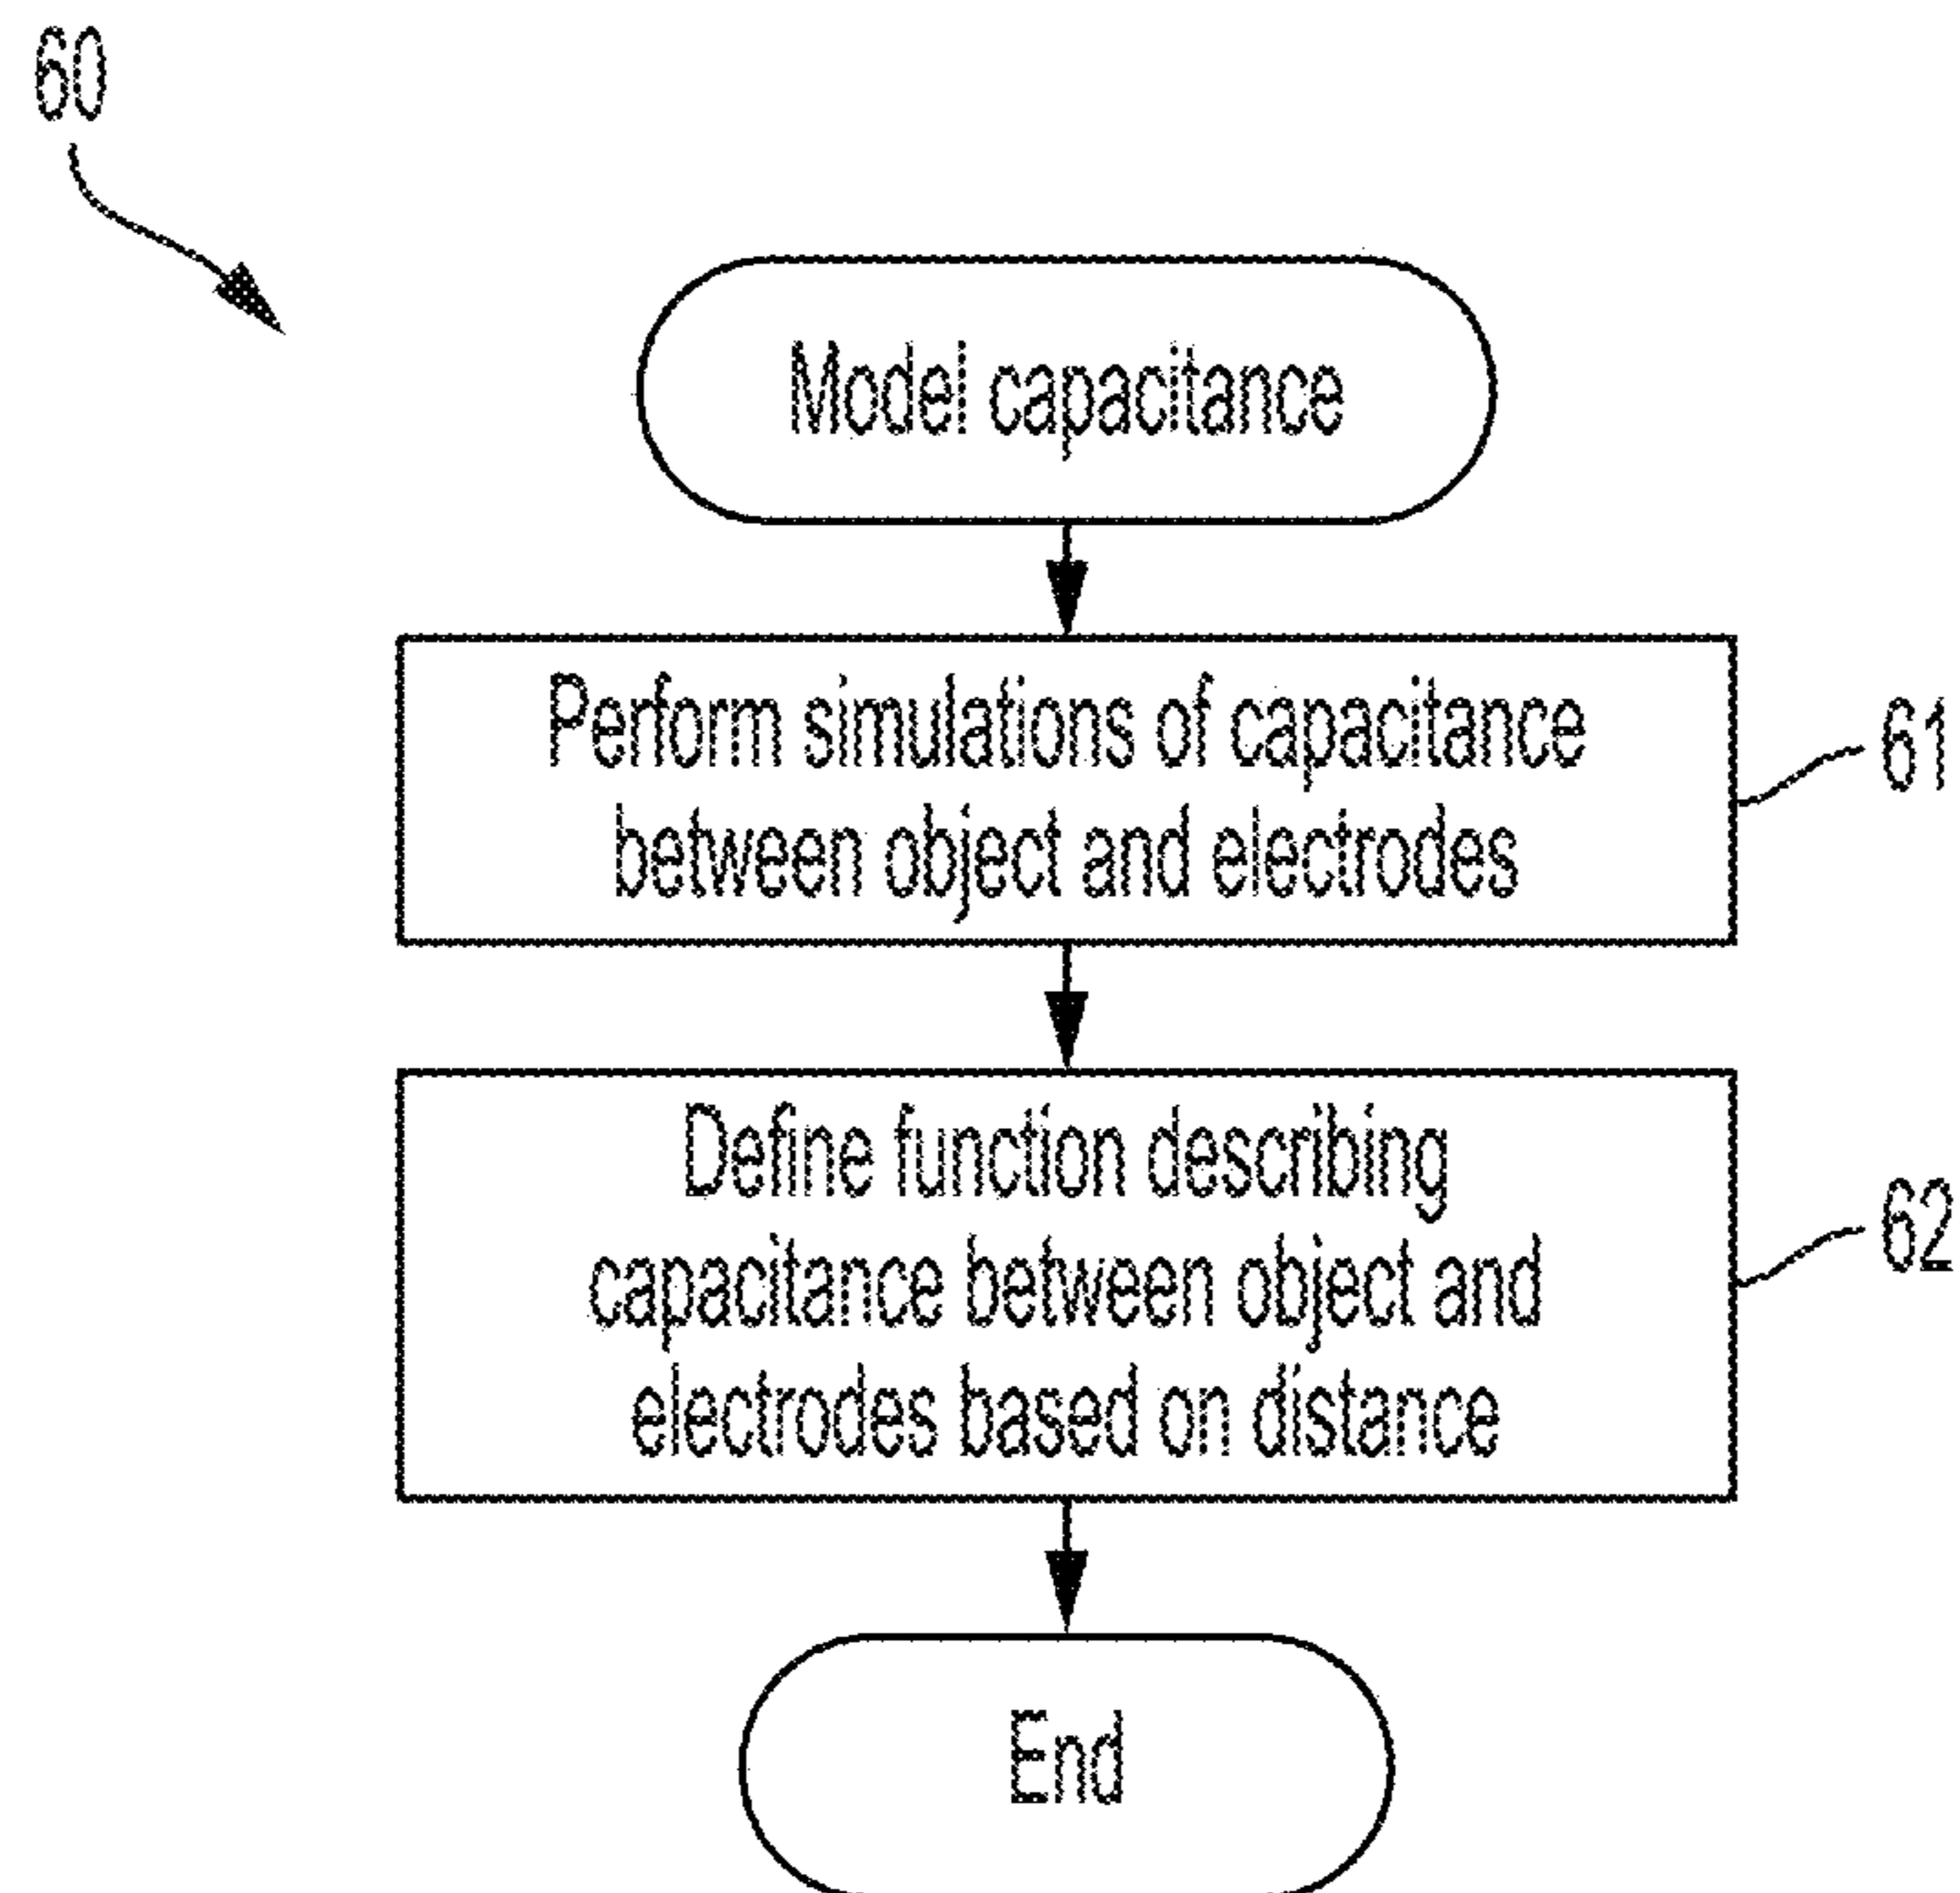 60
Model capacitance
Perform simulations of capacitance
between object and electrodes
61
Define function describing
capacitance between object and
electrodes based on distance
62
End